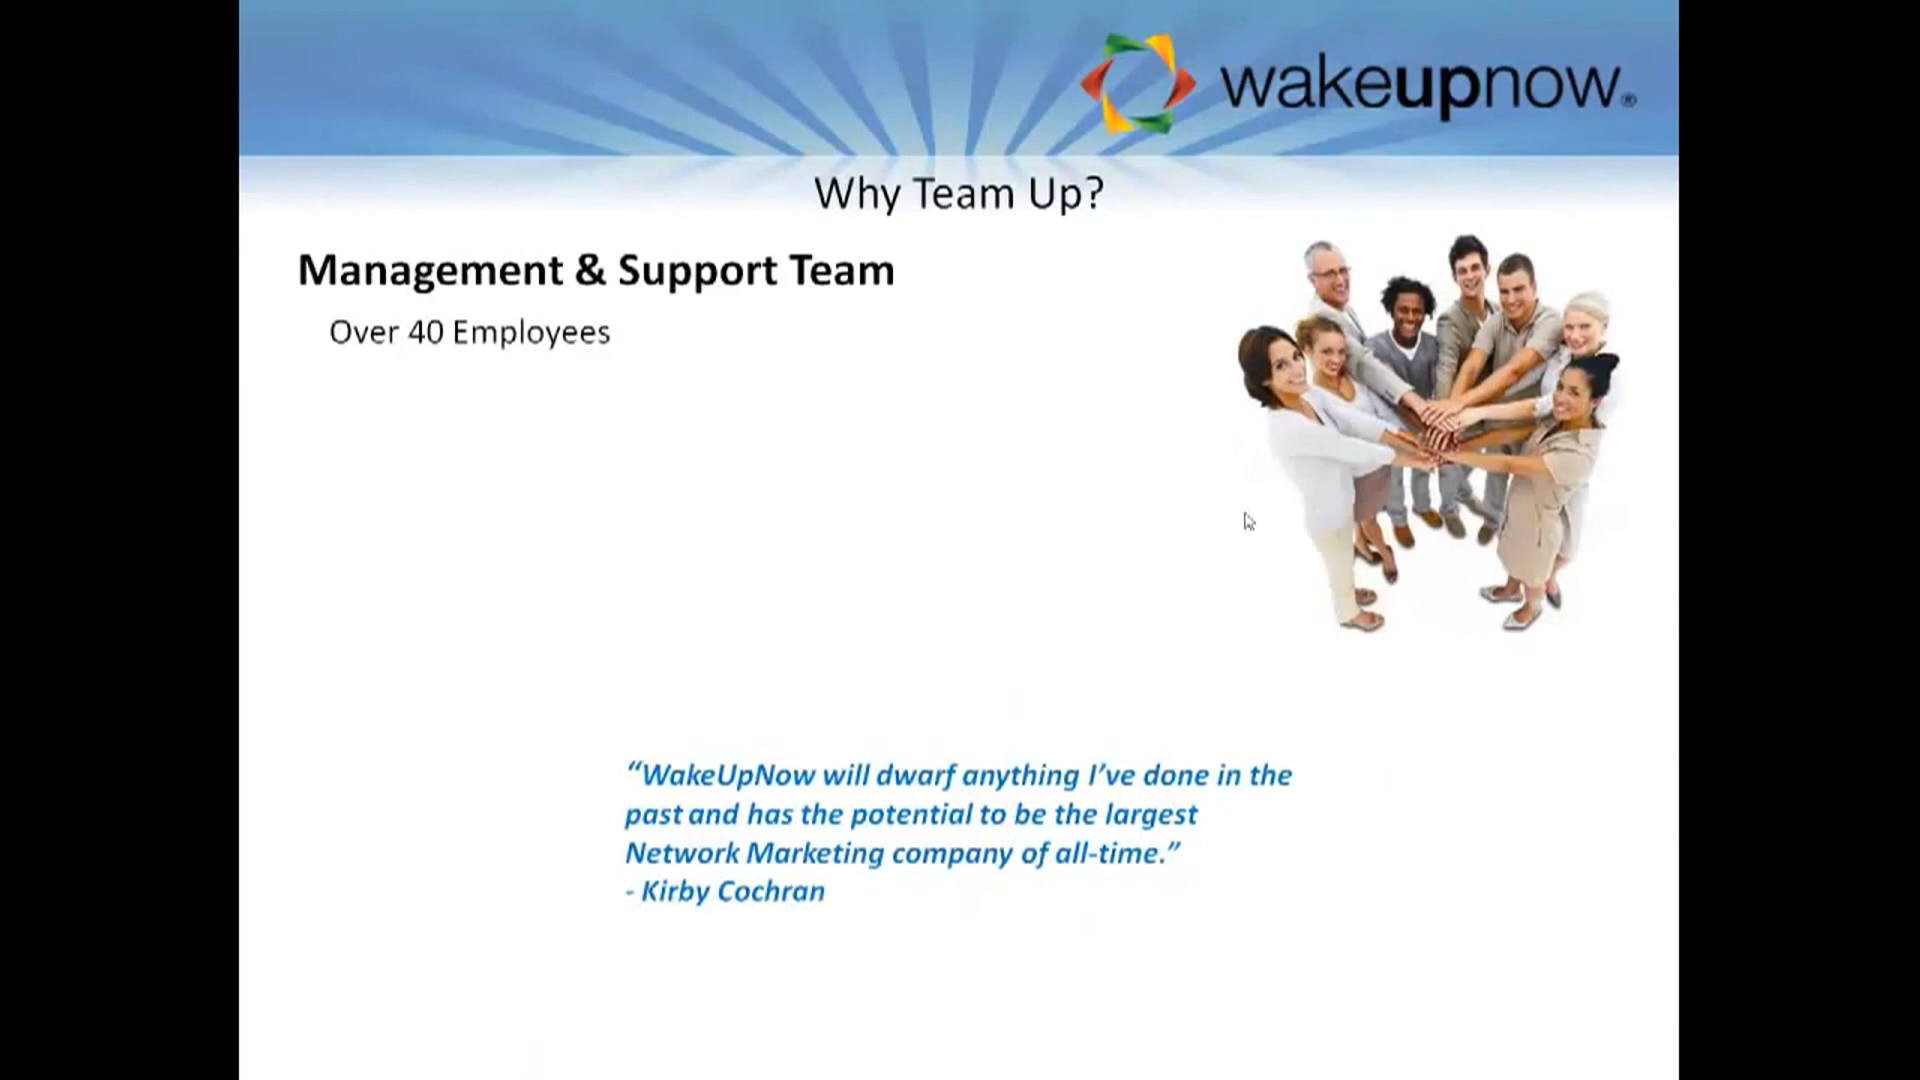 wakeupnow®
Why Team Up?
Management & Support Team
Over 40 Employees
“WakeUpNow will dwarf anything I’ve done in the
past and has the potential to be the largest
Network Marketing company of all-time.”
- Kirby Cochran